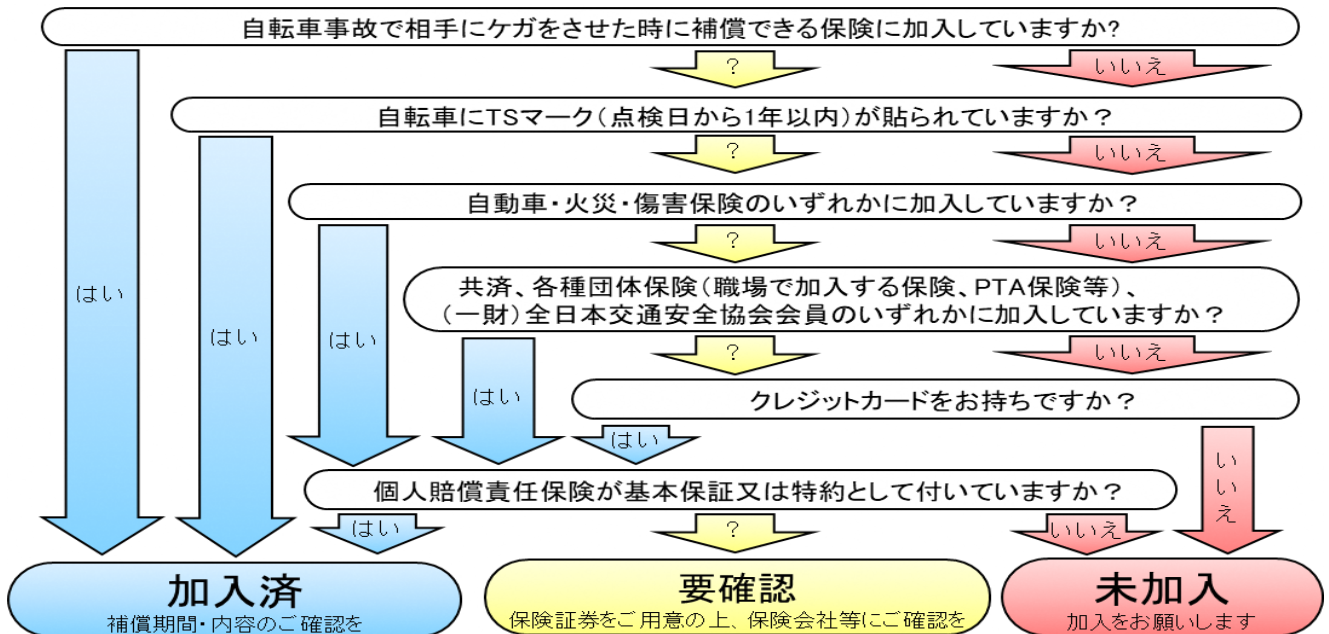 自転車事故で相手にケガをさせた時に補償できる保険に加入していますか?
?
いいえ
自転車にTSマーク(点検日から1年以内)が貼られていますか?
?
いいえ
自動車・火災・傷害保険のいずれかに加入していますか?
?
いいえ
はい
共済、各種団体保険(職場で加入する保険、PTA保険等)、
(一財)全日本交通安全協会会員のいずれかに加入していますか?
はい
はい
?
いいえ
はい
クレジットカードをお持ちですか?
はい
いいえ
個人賠償責任保険が基本保証又は特約として付いていますか?
はい
?
いいえ
加入済
補償期間・内容のご確認を
要確認
保険証券をご用意の上、保険会社等にご確認を
未加入
加入をお願いします